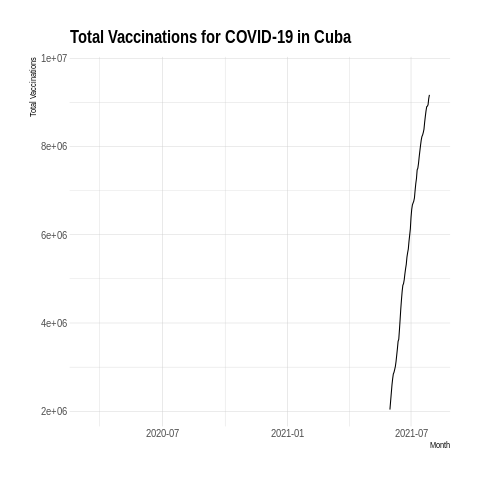 Total Vaccinations for COVID-19 in Cuba
Total Vaccinations
1e+07
8e+06
6e+06
4e+06
2e+06
2020-07 2021-01 2021-07
Month